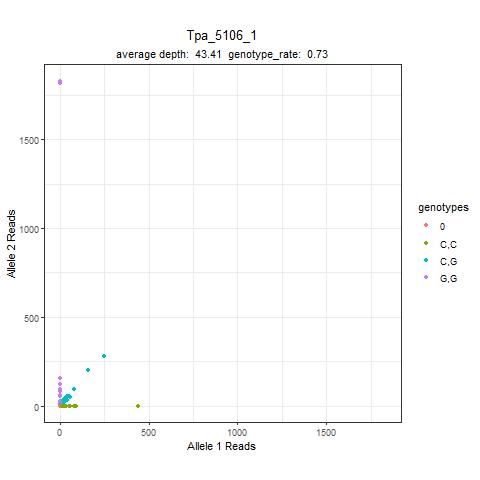 Tpa_5106_1
average depth: 43.41 genotype_rate: 0.73
1500
1000
500
0
Allele 2 Reads
0
500
1000
1500
Allele 1 Reads
genotypes
0
C,C
C,G
G,G